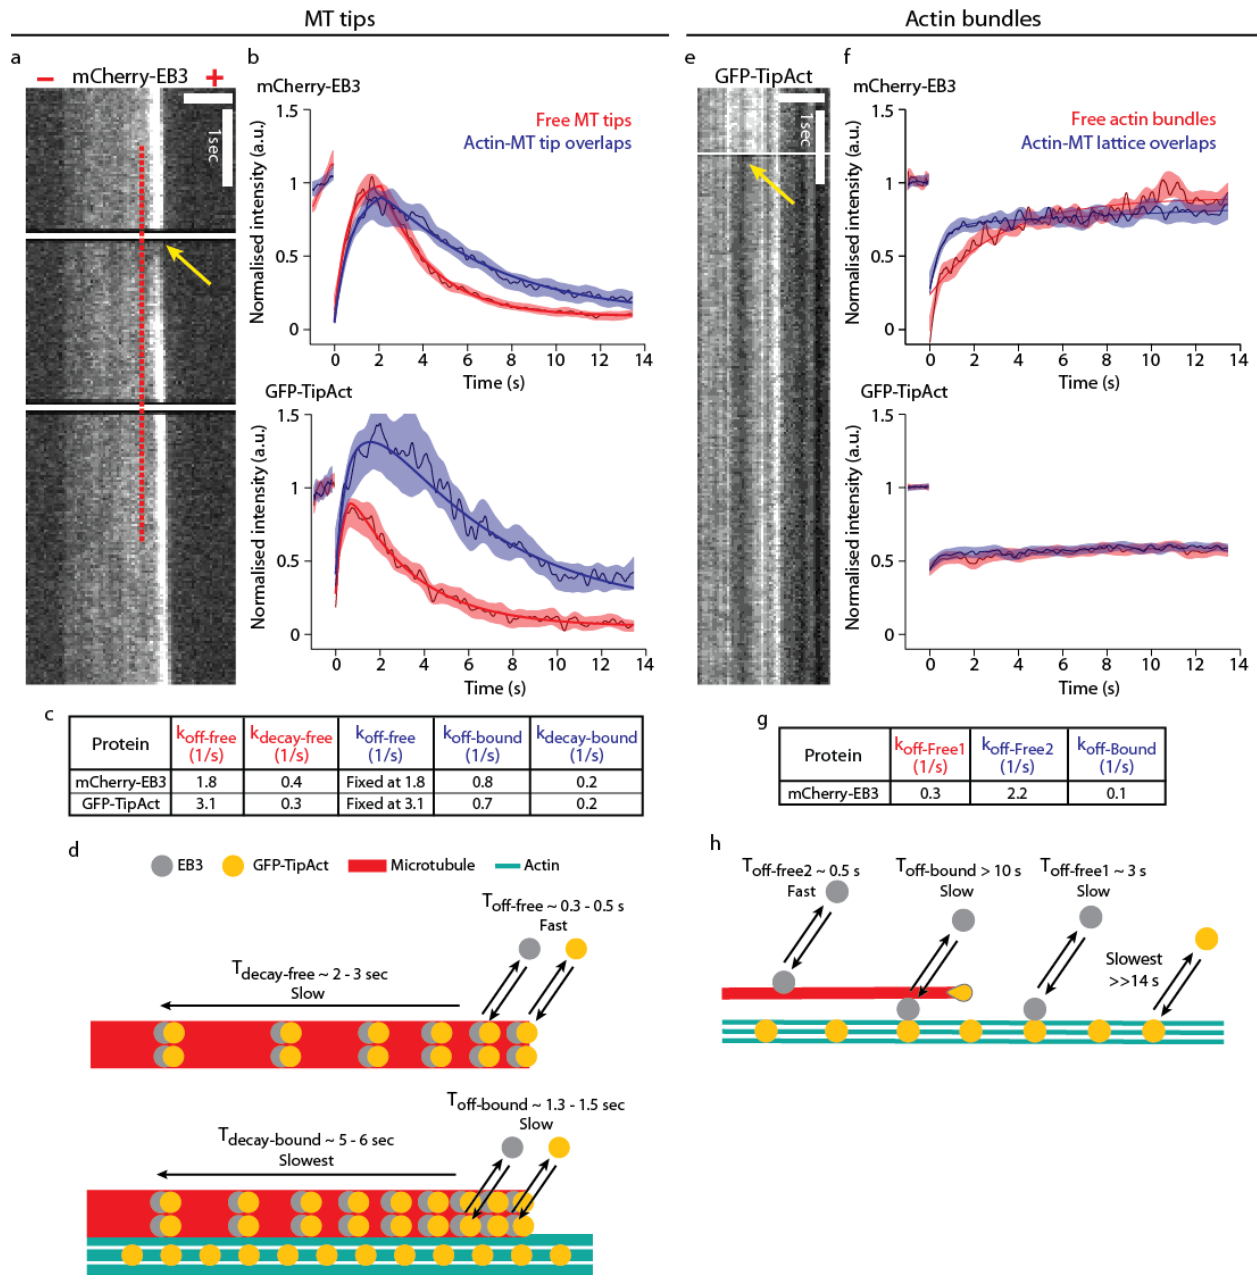 MT tips
Actin bundles
a
− mCherry-EB3 +
1sec
b
mCherry-EB3
Free MT tips
Actin-MT tip overlaps
Normalised intensity (a.u.)
1.5
1
0.5
0
0 2 4 6 8 10 12 14
Time (s)
GFP-TipAct
Normalised intensity (a.u.)
1.5
1
0.5
0
0 2 4 6 8 10 12 14
Time (s)
e
GFP-TipAct
1sec
f
mCherry-EB3
Free actin bundles
Actin-MT lattice overlaps
Normalised intensity (a.u.)
1.5
1
0.5
0
0 2 4 6 8 10 12 14
Time (s)
GFP-TipAct
Normalised intensity (a.u.)
1.5
1
0.5
0
0 2 4 6 8 10 12 14
Time (s)
c
Protein koff-free (1/s) kdecay-free (1/s) koff-free (1/s) koff-bound (1/s) kdecay-bound (1/s)
mCherry-EB3 1.8 0.4 Fixed at 1.8 0.8 0.2
GFP-TipAct 3.1 0.3 Fixed at 3.1 0.7 0.2
g
Protein koff-Free1 (1/s) koff-Free2 (1/s) koff-Bound (1/s)
mCherry-EB3 0.3 2.2 0.1
d
EB3 GFP-TipAct Microtubule Actin
Toff-free ~ 0.3 - 0.5 s
Fast
Tdecay-free ~ 2 - 3 sec
Slow
Toff-bound ~ 1.3 - 1.5 sec
Slow
Tdecay-bound ~ 5 - 6 sec
Slowest
h
Toff-free2 ~ 0.5 s
Fast
Toff-bound > 10 s
Slow
Toff-free1 ~ 3 s
Slow
Slowest
>>14 s